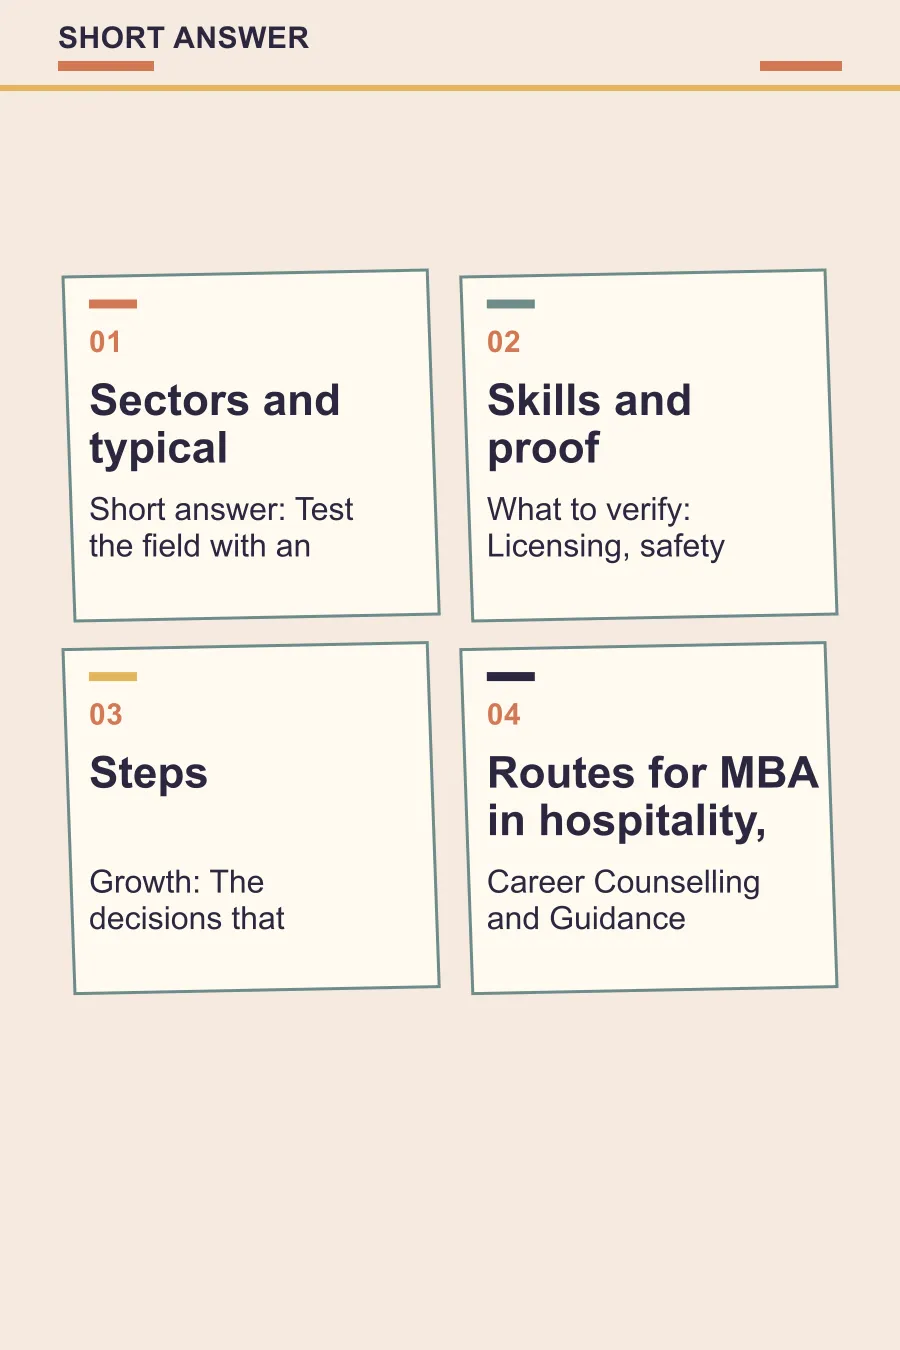 SHORT ANSWER
01
Sectors and
typical
Short answer: Test
the field with an
02
Skills and
proof
What to verify:
Licensing, safety
03
Steps
Growth: The
decisions that
04
Routes for MBA
in hospitality,
Career Counselling
and Guidance